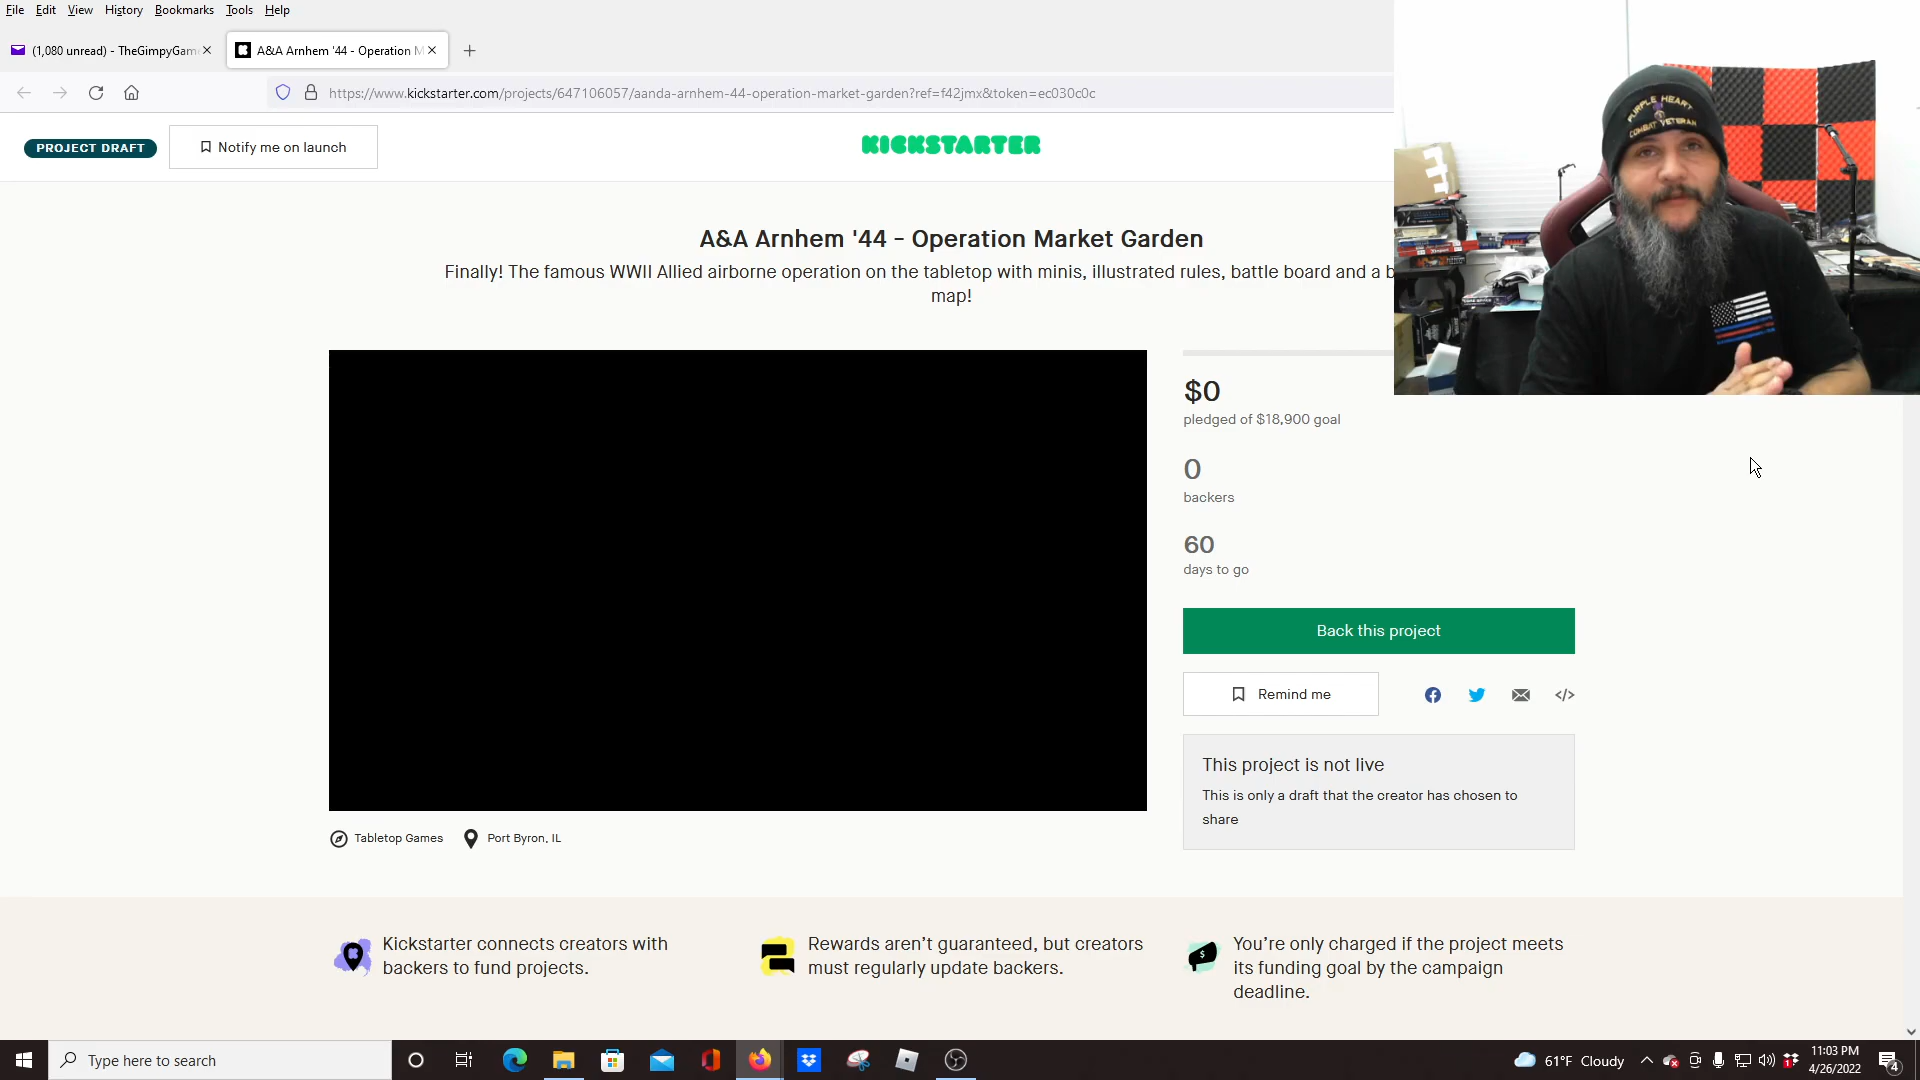 File Edit View History Bookmarks Tools Help
(1,080 unread) - TheGimpyGam
A&A Arnhem '44 - Operation M
https://www.kickstarter.com/projects/647106057/aanda-arnhem-44-operation-market-garden?ref=f42jmx&token=ec030c0c
PROJECT DRAFT
Notify me on launch
KICKSTARTER
PURPLE HEART
COMBAT VETERAN
A&A Arnhem '44 - Operation Market Garden
Finally! The famous WWII Allied airborne operation on the tabletop with minis, illustrated rules, battle board and a b
map!
$0
pledged of $18,900 goal
0
backers
60
days to go
Back this project
Remind me
This project is not live
This is only a draft that the creator has chosen to
share
Tabletop Games
Port Byron, IL
Kickstarter connects creators with
backers to fund projects.
Rewards aren't guaranteed, but creators
must regularly update backers.
You're only charged if the project meets
its funding goal by the campaign
deadline.
Type here to search
61°F Cloudy
11:03 PM
4/26/2022
4